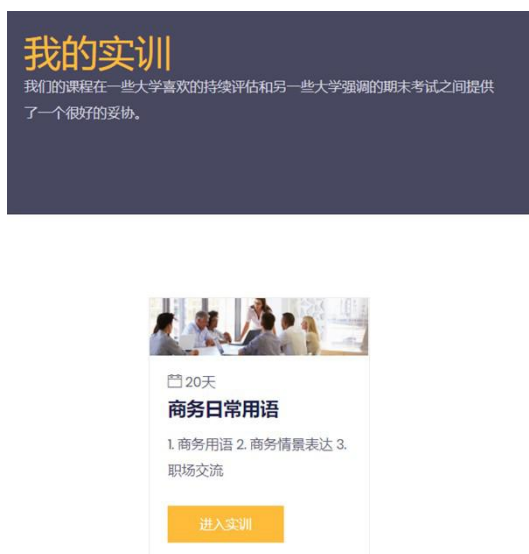 我的实训
我们的课程在一些大学喜欢的持续评估和另一些大学强调的期末考试之间提供
了一个很好的妥协。
20天
商务日常用语
1. 商务用语 2. 商务情景表达 3.
职场交流
进入实训